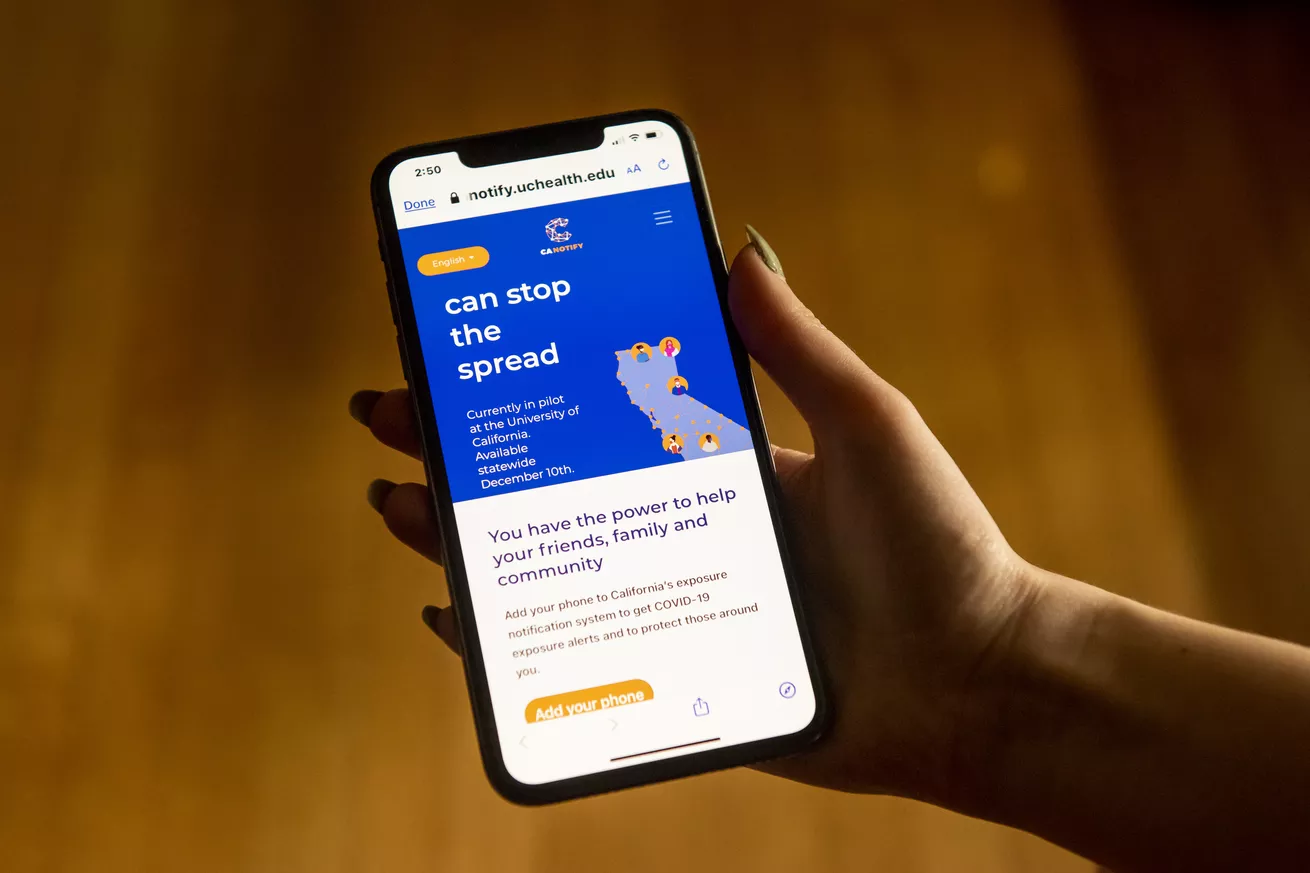 2:50
Done notify.uchealth.edu AA
CA NOTIFY
English
can stop
the
spread
Currently in pilot
at the University of
California.
Available
statewide
December 10th.
You have the power to help
your friends, family and
community
Add your phone to California's exposure
notification system to get COVID-19
exposure alerts and to protect those around
you.
Add your phone